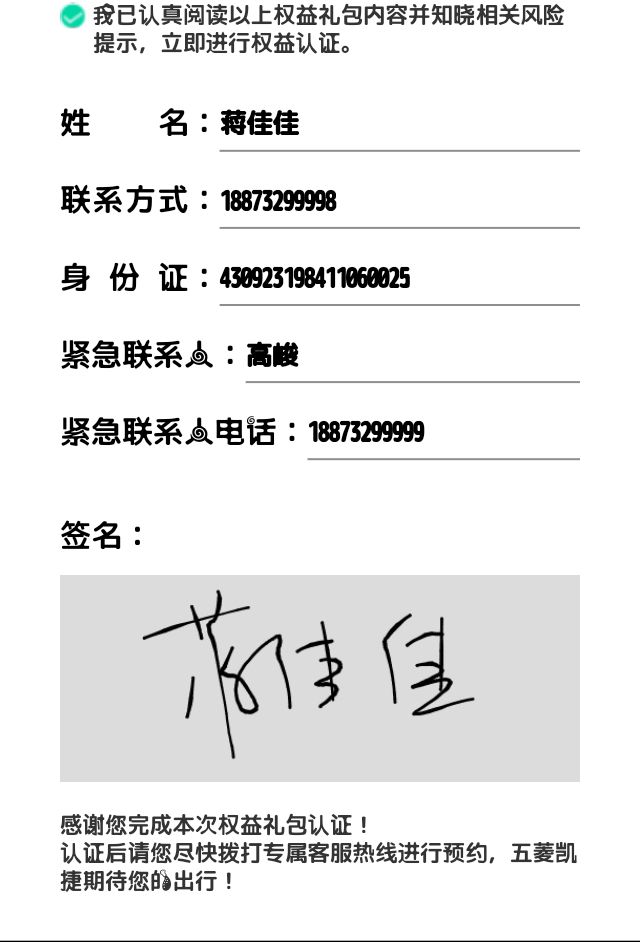 我已认真阅读以上权益礼包内容并知晓相关风险
提示，立即进行权益认证。
姓 名：蒋佳佳
联系方式：18873299998
身 份 证：430923198411060025
紧急联系人：高峻
紧急联系人电话：18873299999
签名：
蒋佳佳
感谢您完成本次权益礼包认证！
认证后请您尽快拨打专属客服热线进行预约，五菱凯
捷期待您的出行！